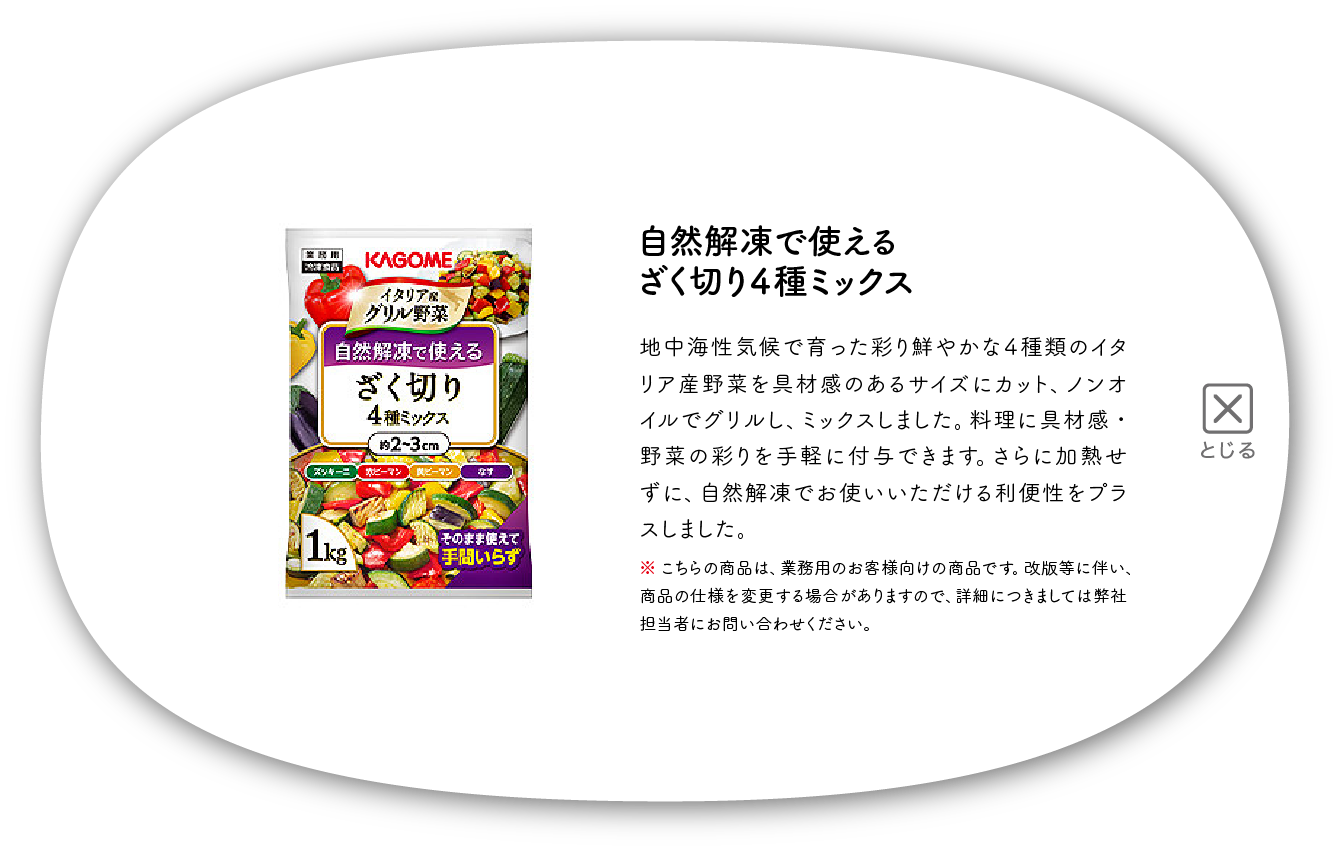 業務用
冷凍食品
KAGOME
イタリア産
グリル野菜
自然解凍で使える
ざく切り
4種ミックス
約2~3cm
ズッキーニ 赤ピーマン 黄ピーマン なす
1kg
そのまま使えて
手間いらず
自然解凍で使える
ざく切り4種ミックス
地中海性気候で育った彩り鮮やかな4種類のイタ
リア産野菜を具材感のあるサイズにカット、ノンオ
イルでグリルし、ミックスしました。料理に具材感・
野菜の彩りを手軽に付与できます。さらに加熱せ
ずに、自然解凍でお使いいただける利便性をプラ
スしました。
※ こちらの商品は、業務用のお客様向けの商品です。改版等に伴い、
商品の仕様を変更する場合がありますので、詳細につきましては弊社
担当者にお問い合わせください。
とじる